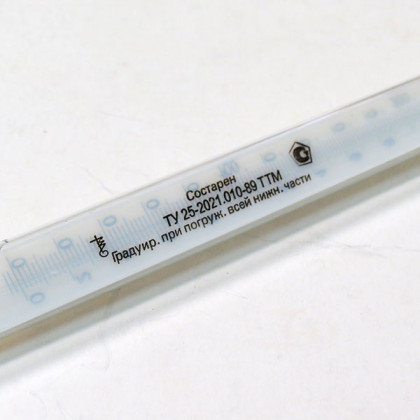 Состарен
ТУ 25-2021.010-89 ТТМ
Градуир. при погруж. всей нижн. части